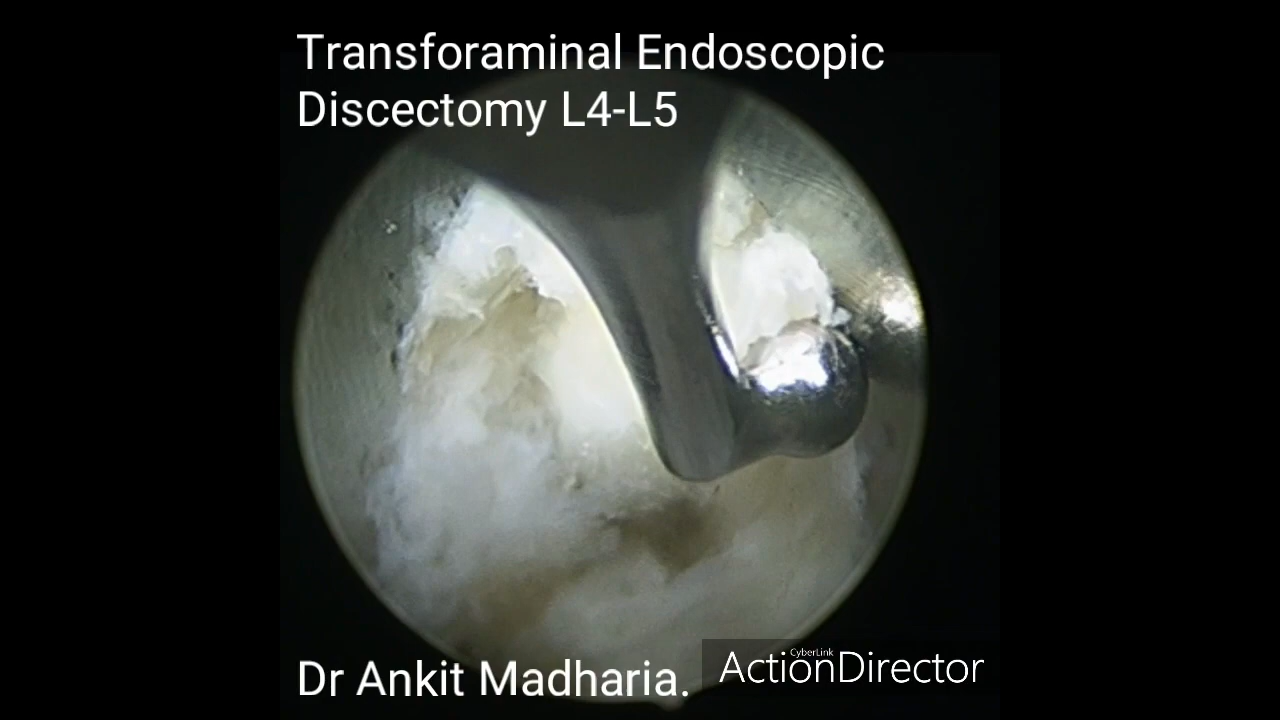 Transforaminal Endoscopic
Discectomy L4-L5
Dr Ankit Madharia.
CyberLink
ActionDirector